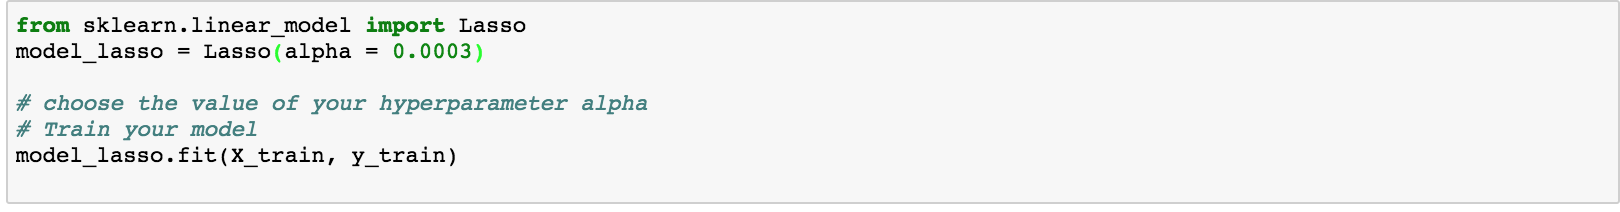 from sklearn.linear_model import Lasso
model_lasso = Lasso(alpha = 0.0003)
# choose the value of your hyperparameter alpha
# Train your model
model_lasso.fit(X_train, y_train)